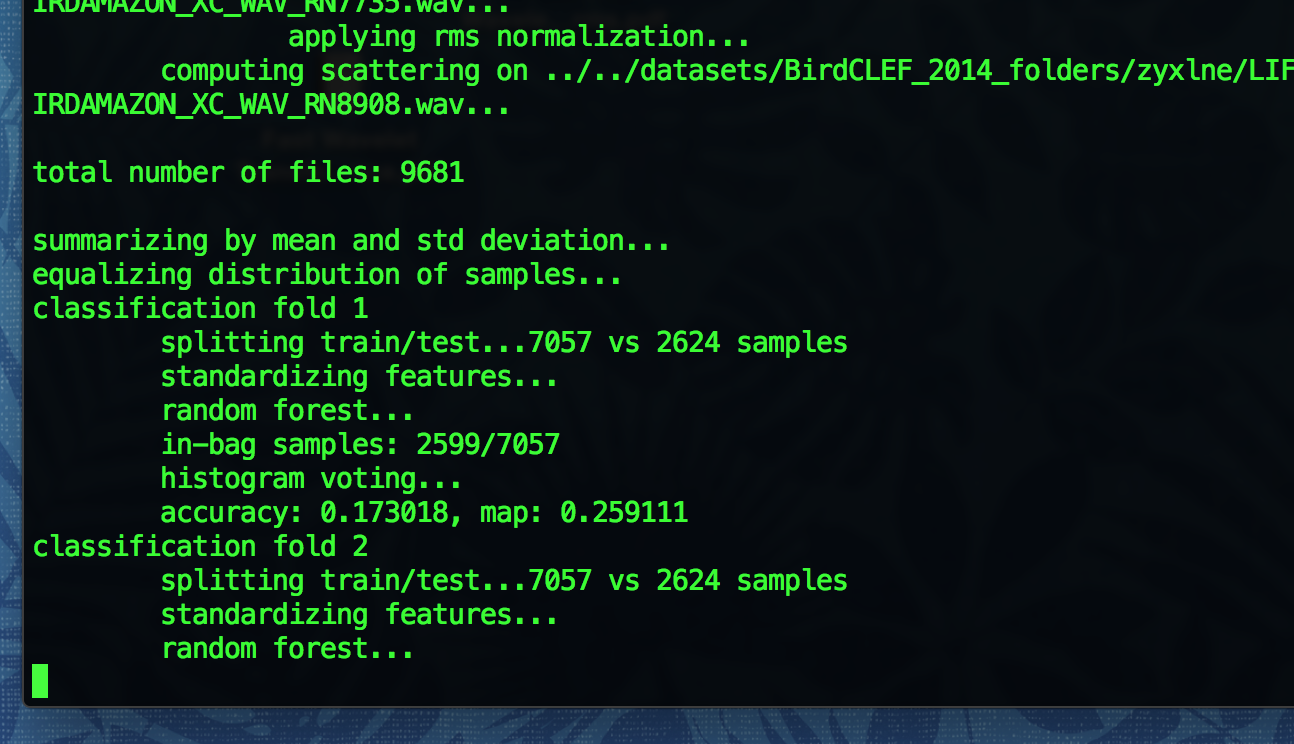 IRDAMAZON_XC_WAV_RN7735.wav...
applying rms normalization...
computing scattering on ../../datasets/BirdCLEF_2014_folders/zyxlne/LIF
IRDAMAZON_XC_WAV_RN8908.wav...
total number of files: 9681
summarizing by mean and std deviation...
equalizing distribution of samples...
classification fold 1
splitting train/test...7057 vs 2624 samples
standardizing features...
random forest...
in-bag samples: 2599/7057
histogram voting...
accuracy: 0.173018, map: 0.259111
classification fold 2
splitting train/test...7057 vs 2624 samples
standardizing features...
random forest...